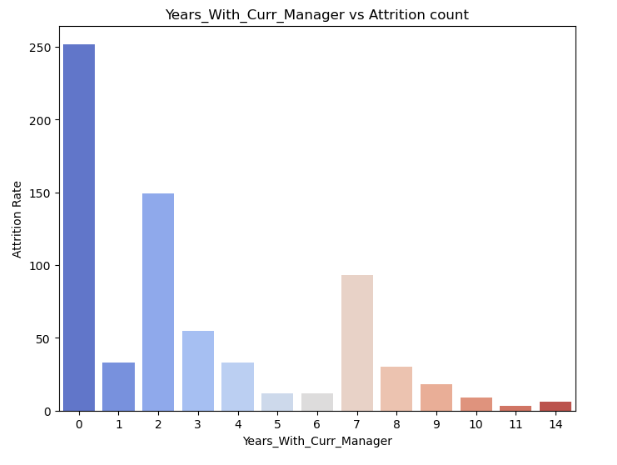 Years_With_Curr_Manager vs Attrition count
250
200
150
100
50
0
Attrition Rate
0 1 2 3 4 5 6 7 8 9 10 11 14
Years_With_Curr_Manager